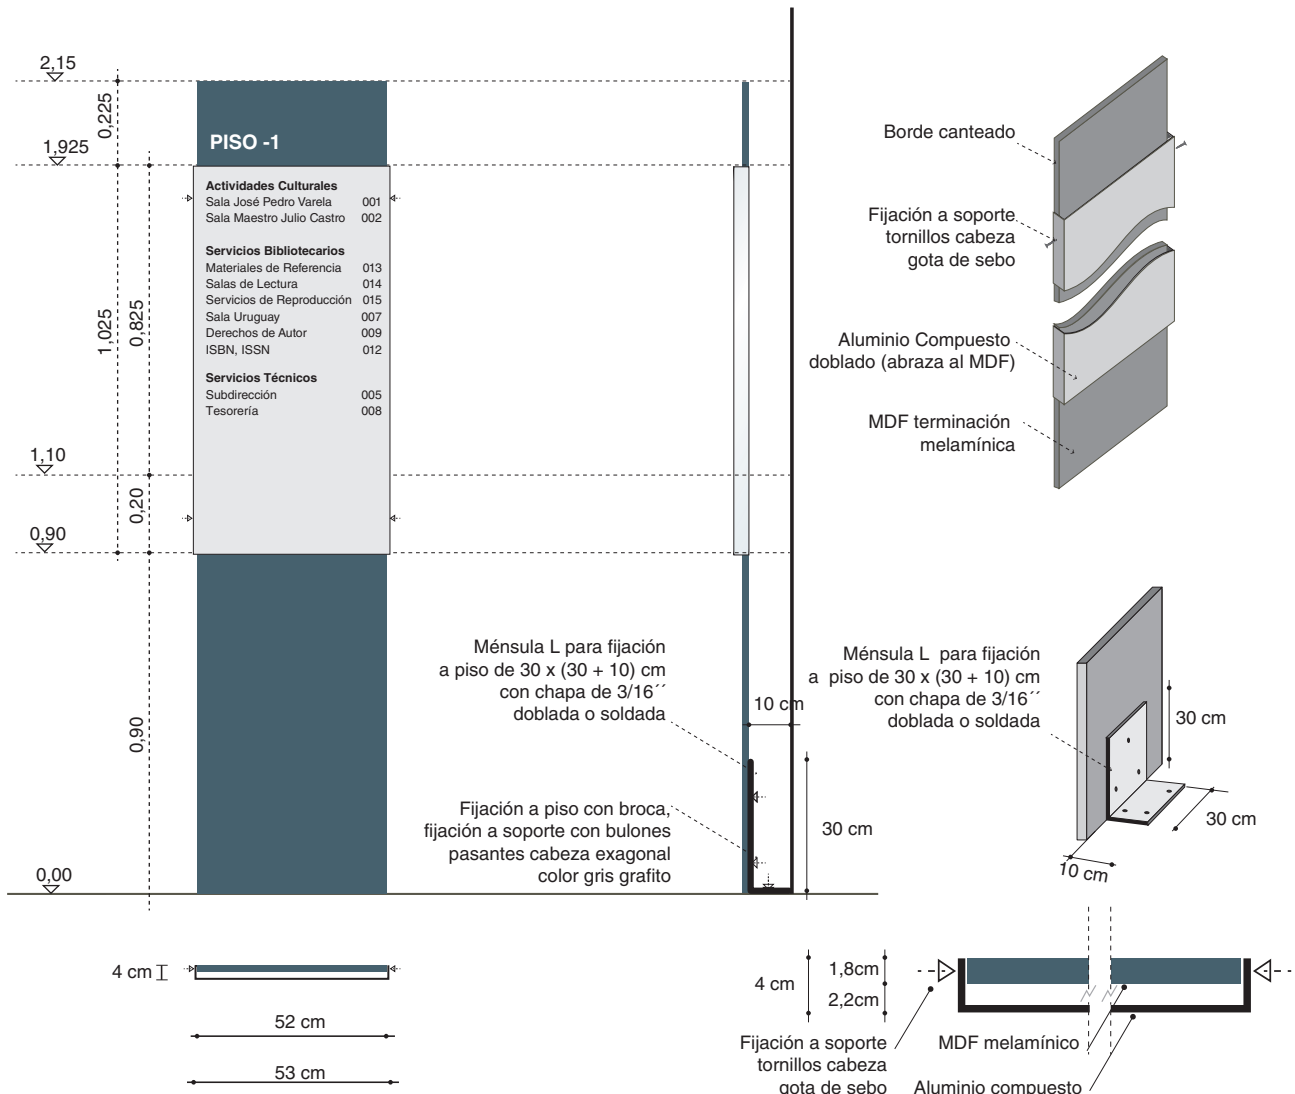 2,15
0,225
1,925
PISO -1
Actividades Culturales
Sala José Pedro Varela 001
Sala Maestro Julio Castro 002
Servicios Bibliotecarios
Materiales de Referencia 013
Salas de Lectura 014
Servicios de Reproducción 015
Sala Uruguay 007
Derechos de Autor 009
ISBN, ISSN 012
Servicios Técnicos
Subdirección 005
Tesorería 008
1,025
0,825
1,10
0,20
0,90
0,90
0,00
Ménsula L para fijación
a piso de 30 x (30 + 10) cm
con chapa de 3/16´´
doblada o soldada
10 cm
Fijación a piso con broca,
fijación a soporte con bulones
pasantes cabeza exagonal
color gris grafito
30 cm
Borde canteado
Fijación a soporte
tornillos cabeza
gota de sebo
Aluminio Compuesto
doblado (abraza al MDF)
MDF terminación
melamínica
Ménsula L para fijación
a piso de 30 x (30 + 10) cm
con chapa de 3/16´´
doblada o soldada
30 cm
30 cm
10 cm
4 cm
52 cm
53 cm
4 cm
1,8cm
2,2cm
Fijación a soporte
tornillos cabeza
gota de sebo
MDF melamínico
Aluminio compuesto